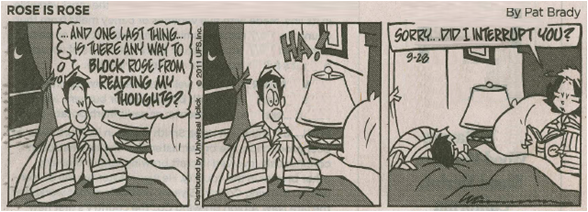 ROSE IS ROSE
By Pat Brady
...AND ONE LAST THING...
IS THERE ANY WAY TO
BLOCK ROSE FROM
READING MY
THOUGHTS?
Distributed by Universal Uclick © 2011 UFS, Inc.
HA!
SORRY...DID I INTERRUPT YOU?
9-28